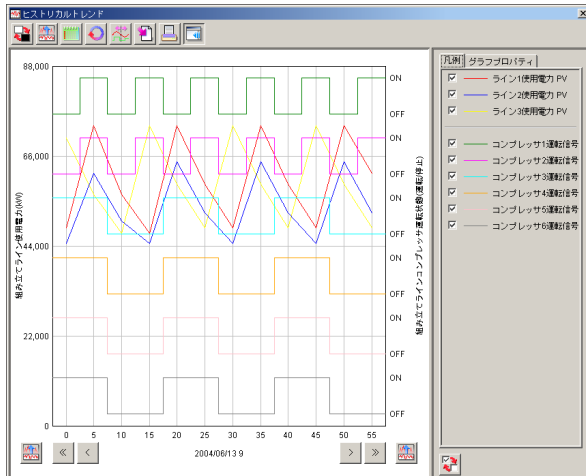 ヒストリカルトレンド
凡例 グラフプロパティ
ライン1使用電力 PV
ライン2使用電力 PV
ライン3使用電力 PV
コンプレッサ1運転信号
コンプレッサ2運転信号
コンプレッサ3運転信号
コンプレッサ4運転信号
コンプレッサ5運転信号
コンプレッサ6運転信号
組み立てライン使用電力(kW)
88,000
66,000
44,000
22,000
0
ON
OFF
ON
OFF
ON
OFF
ON
OFF
ON
OFF
ON
OFF
組み立てラインコンプレッサ運転状態(運転/停止)
0 5 10 15 20 25 30 35 40 45 50 55
2004/06/13 9